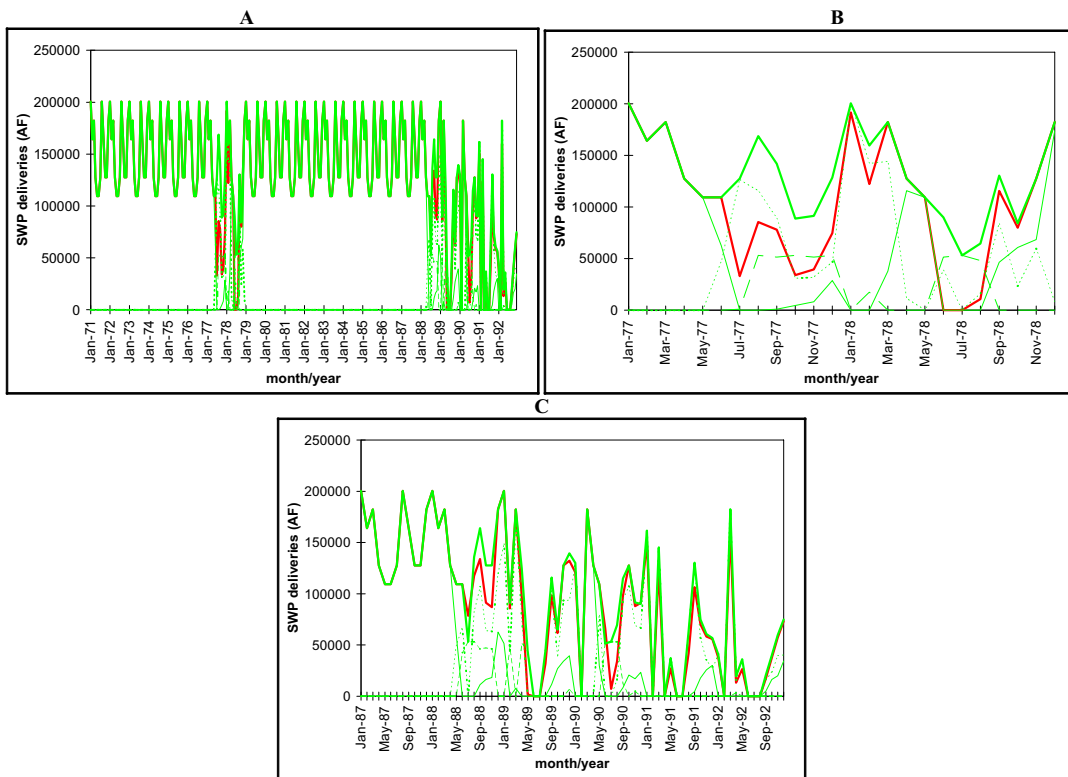 A
SWP deliveries (AF)
250000
200000
150000
100000
50000
0
Jan-71
Jan-72
Jan-73
Jan-74
Jan-75
Jan-76
Jan-77
Jan-78
Jan-79
Jan-80
Jan-81
Jan-82
Jan-83
Jan-84
Jan-85
Jan-86
Jan-87
Jan-88
Jan-89
Jan-90
Jan-91
Jan-92
month/year
B
SWP deliveries (AF)
250000
200000
150000
100000
50000
0
Jan-77
Mar-77
May-77
Jul-77
Sep-77
Nov-77
Jan-78
Mar-78
May-78
Jul-78
Sep-78
Nov-78
month/year
C
SWP deliveries (AF)
250000
200000
150000
100000
50000
0
Jan-87
May-87
Sep-87
Jan-88
May-88
Sep-88
Jan-89
May-89
Sep-89
Jan-90
May-90
Sep-90
Jan-91
May-91
Sep-91
Jan-92
May-92
Sep-92
month/year